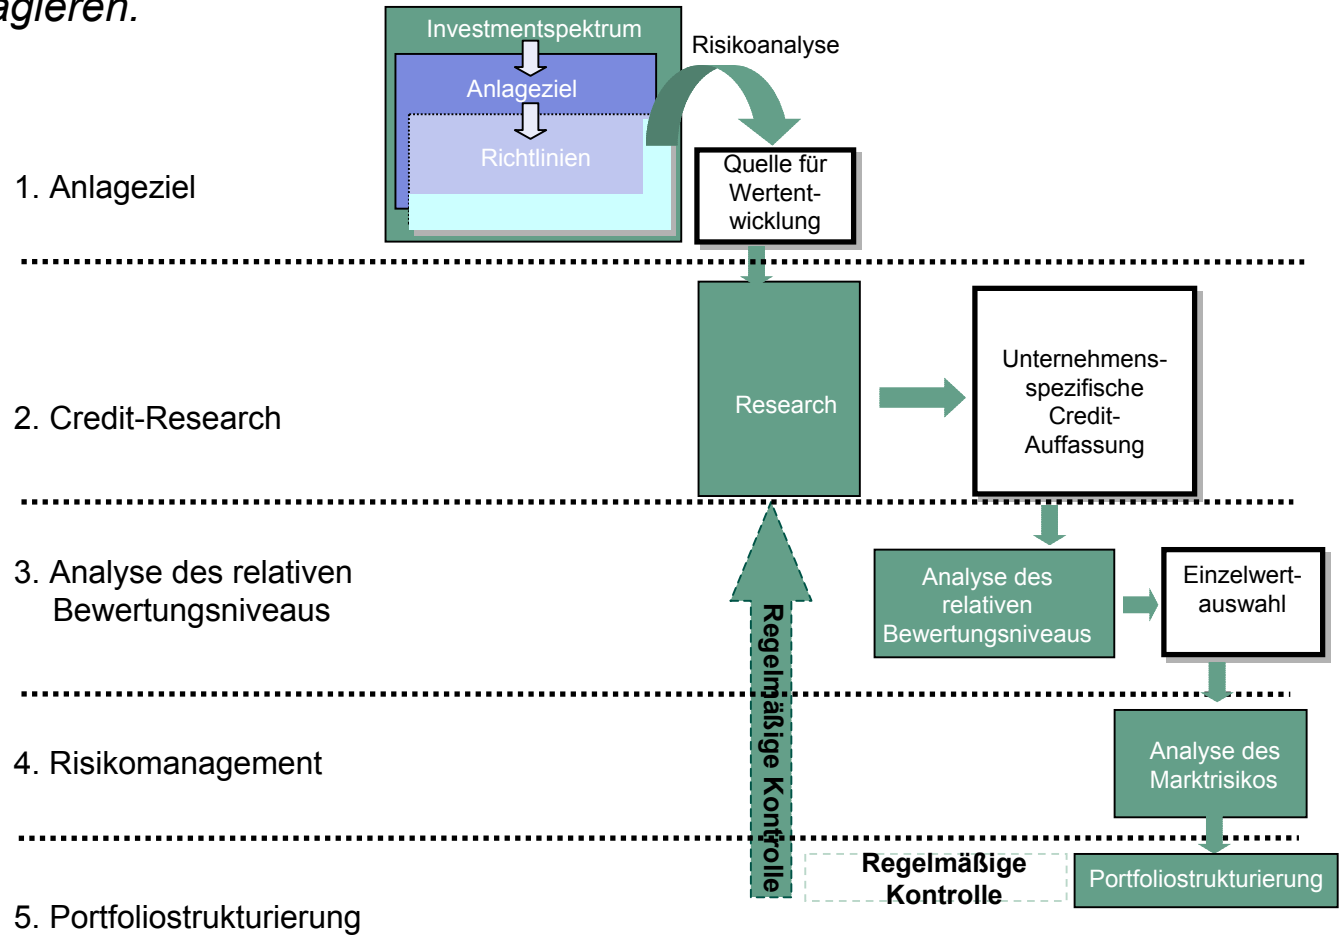 agieren.
Investmentspektrum
Risikoanalyse
Anlageziel
Richtlinien
Quelle für
Wertent-
wicklung
1. Anlageziel
Unternehmens-
spezifische
Credit-
Auffassung
Research
2. Credit-Research
3. Analyse des relativen
Bewertungsniveaus
Analyse des
relativen
Bewertungsniveaus
Einzelwert-
auswahl
Regelmäßige Kontrolle
4. Risikomanagement
Analyse des
Marktrisikos
Regelmäßige
Kontrolle
Portfoliostrukturierung
5. Portfoliostrukturierung